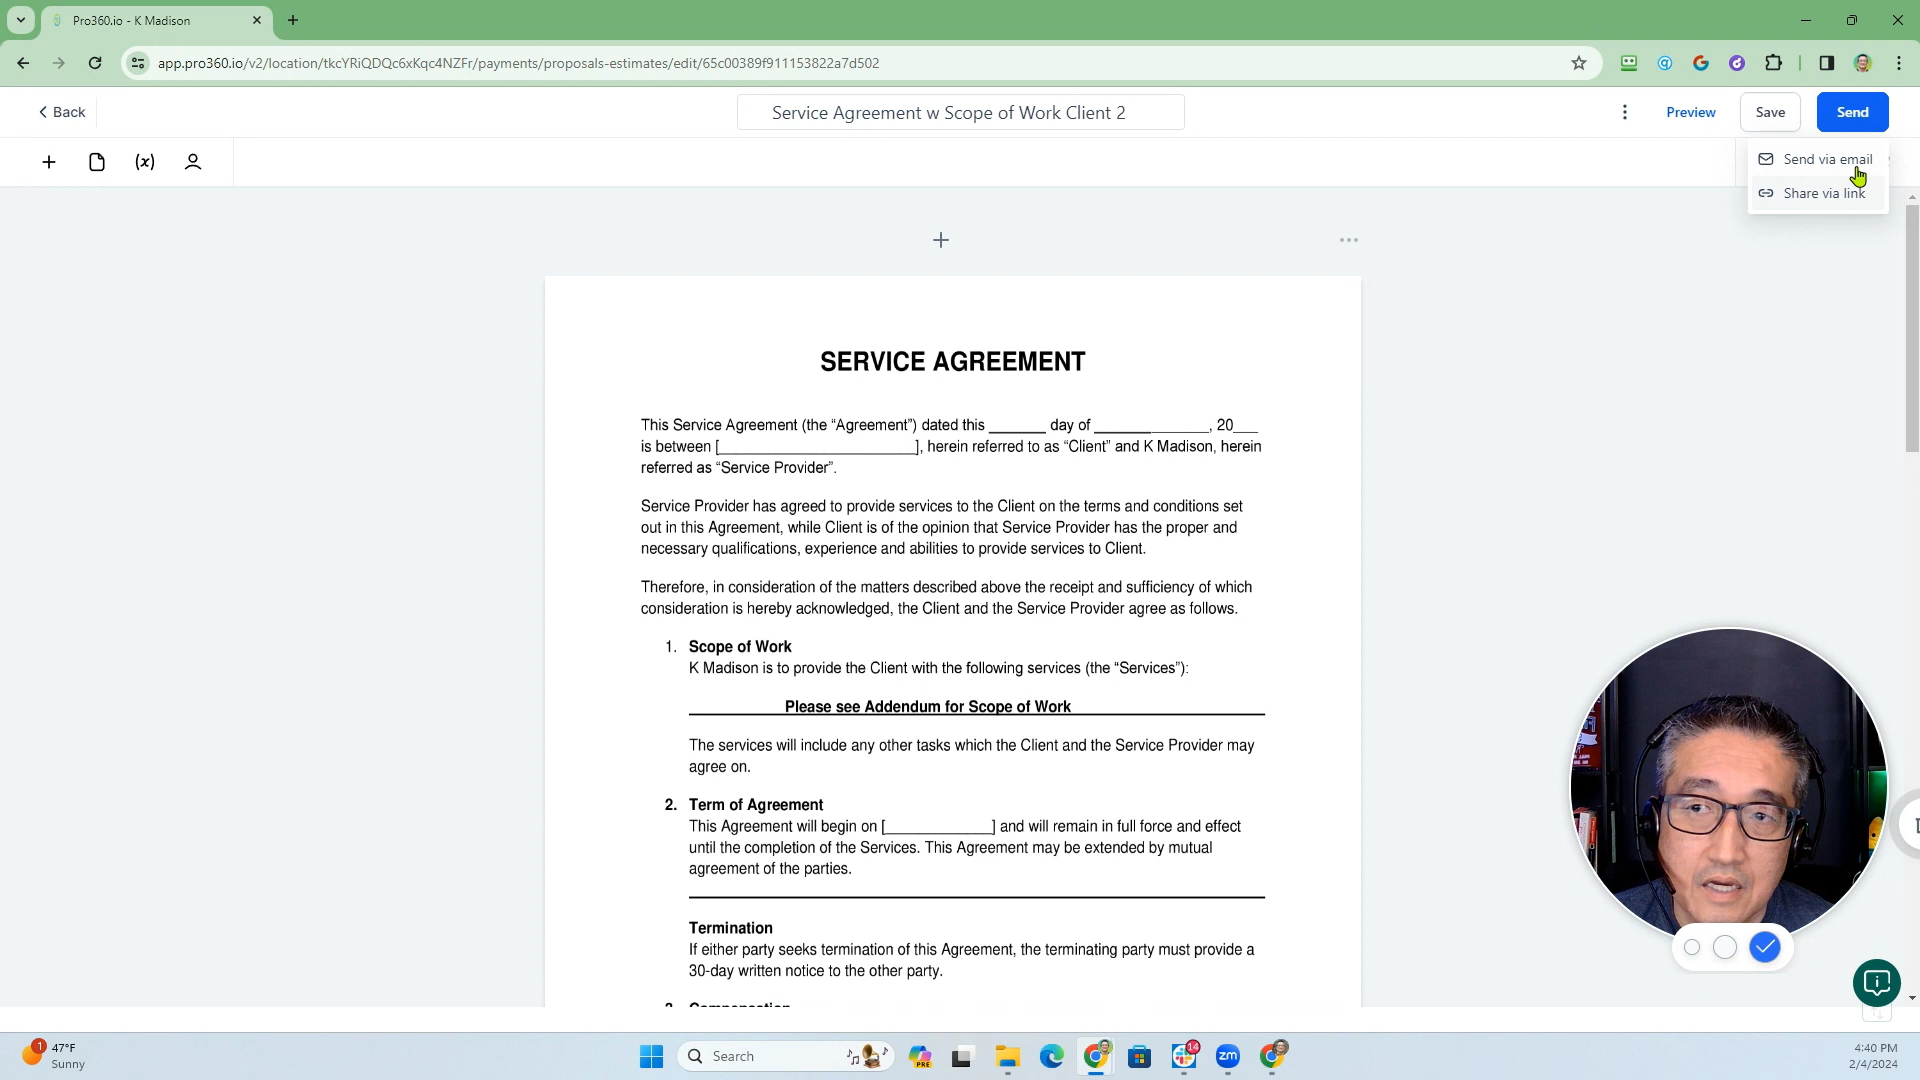 Pro360.io - K Madison
app.pro360.io/v2/location/tkcYRiQDQc6xKqc4NZFr/payments/proposals-estimates/edit/65c00389f911153822a7d502
Back
Service Agreement w Scope of Work Client 2
Preview
Save
Send
(x)
Send via email
Share via link
SERVICE AGREEMENT
This Service Agreement (the “Agreement”) dated this _______ day of ______________, 20___
is between [________________________], herein referred to as “Client” and K Madison, herein
referred as “Service Provider”.
Service Provider has agreed to provide services to the Client on the terms and conditions set
out in this Agreement, while Client is of the opinion that Service Provider has the proper and
necessary qualifications, experience and abilities to provide services to Client.
Therefore, in consideration of the matters described above the receipt and sufficiency of which
consideration is hereby acknowledged, the Client and the Service Provider agree as follows.
1. Scope of Work
K Madison is to provide the Client with the following services (the “Services”):
Please see Addendum for Scope of Work
The services will include any other tasks which the Client and the Service Provider may
agree on.
2. Term of Agreement
This Agreement will begin on [_____________] and will remain in full force and effect
until the completion of the Services. This Agreement may be extended by mutual
agreement of the parties.
Termination
If either party seeks termination of this Agreement, the terminating party must provide a
30-day written notice to the other party.
3. Compensation
1
47°F
Sunny
Search
PRE
14
zm
4:40 PM
2/4/2024